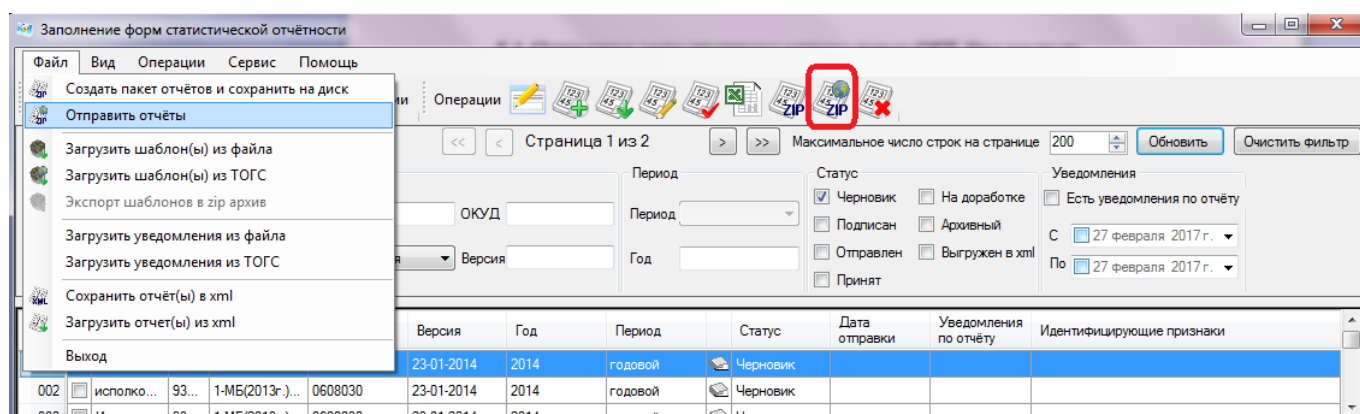 Заполнение форм статистической отчётности
Файл Вид Операции Сервис Помощь
Создать пакет отчётов и сохранить на диск
Отправить отчёты
Загрузить шаблон(ы) из файла
Загрузить шаблон(ы) из ТОГС
Экспорт шаблонов в zip архив
Загрузить уведомления из файла
Загрузить уведомления из ТОГС
Сохранить отчёт(ы) в xml
Загрузить отчет(ы) из xml
Выход
ии Операции ZIP ZIP
<< < Страница 1 из 2 > >> Максимальное число строк на странице 200 Обновить Очистить фильтр
Период Статус Уведомления
Черновик На доработке Есть уведомления по отчёту
ОКУД Период Подписан Архивный
С 27 февраля 2017 г.
я Версия Год Отправлен Выгружен в xml
По 27 февраля 2017 г.
Принят
Версия Год Период Статус Дата отправки Уведомления по отчёту Идентифицирующие признаки
23-01-2014 2014 годовой Черновик
002 исполко... 93... 1-МБ(2013г.)... 0608030 23-01-2014 2014 годовой Черновик